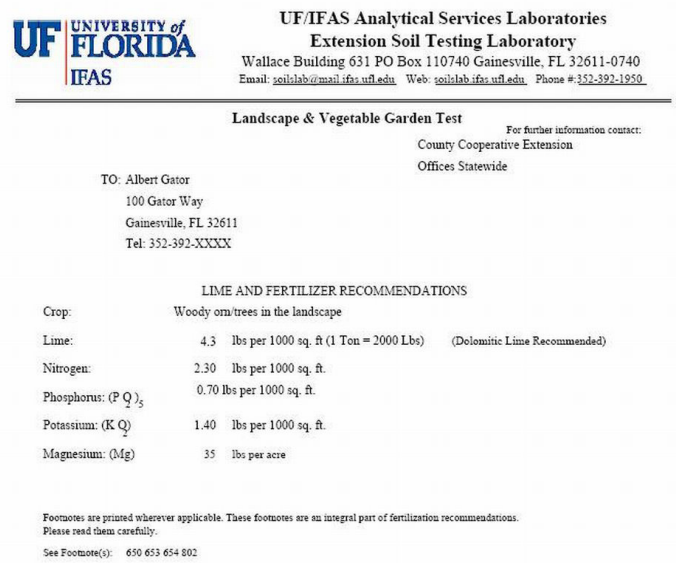 UF UNIVERSITY of
FLORIDA
IFAS
UF/IFAS Analytical Services Laboratories
Extension Soil Testing Laboratory
Wallace Building 631 PO Box 110740 Gainesville, FL 32611-0740
Email: soilslab@mail.ifas.ufl.edu Web: soilslab.ifas.ufl.edu Phone #:352-392-1950
Landscape & Vegetable Garden Test
For further information contact:
County Cooperative Extension
Offices Statewide
TO: Albert Gator
100 Gator Way
Gainesville, FL 32611
Tel: 352-392-XXXX
LIME AND FERTILIZER RECOMMENDATIONS
Crop: Woody orn/trees in the landscape
Lime: 4.3 lbs per 1000 sq. ft (1 Ton = 2000 Lbs) (Dolomitic Lime Recommended)
Nitrogen: 2.30 lbs per 1000 sq. ft.
Phosphorus: (P2O5) 0.70 lbs per 1000 sq. ft.
Potassium: (K2O) 1.40 lbs per 1000 sq. ft.
Magnesium: (Mg) 35 lbs per acre
Footnotes are printed wherever applicable. These footnotes are an integral part of fertilization recommendations.
Please read them carefully.
See Footnote(s): 650 653 654 802